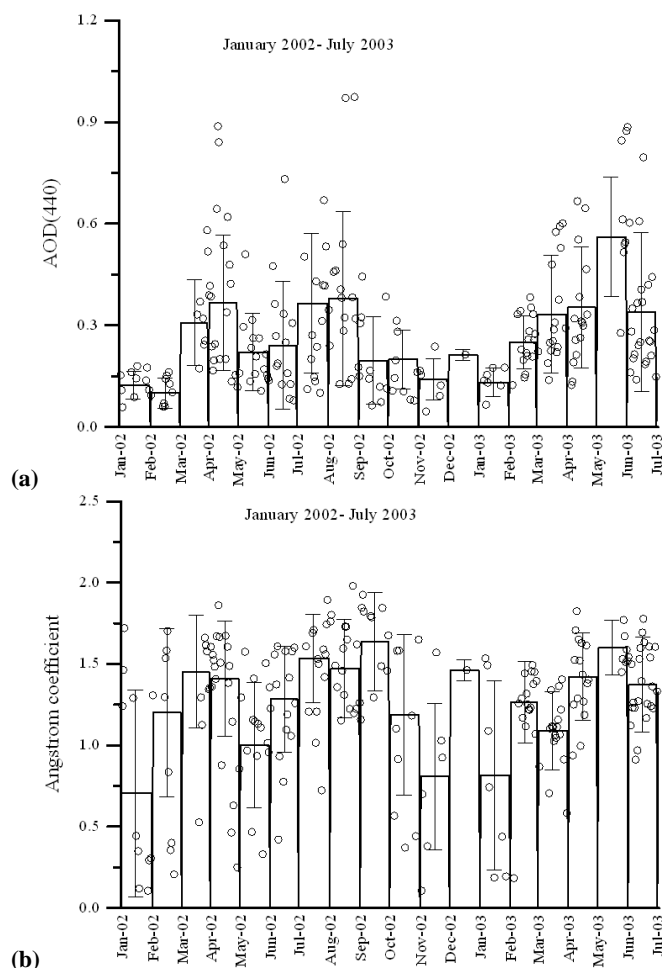 1.2
January 2002- July 2003
0.9
0.6
0.3
0.0
AOD(440)
Jan-02
Feb-02
Mar-02
Apr-02
May-02
Jun-02
Jul-02
Aug-02
Sep-02
Oct-02
Nov-02
Dec-02
Jan-03
Feb-03
Mar-03
Apr-03
May-03
Jun-03
Jul-03
(a)
2.5
January 2002- July 2003
2.0
1.5
1.0
0.5
0.0
Angstrom coefficient
Jan-02
Feb-02
Mar-02
Apr-02
May-02
Jun-02
Jul-02
Aug-02
Sep-02
Oct-02
Nov-02
Dec-02
Jan-03
Feb-03
Mar-03
Apr-03
May-03
Jun-03
Jul-03
(b)